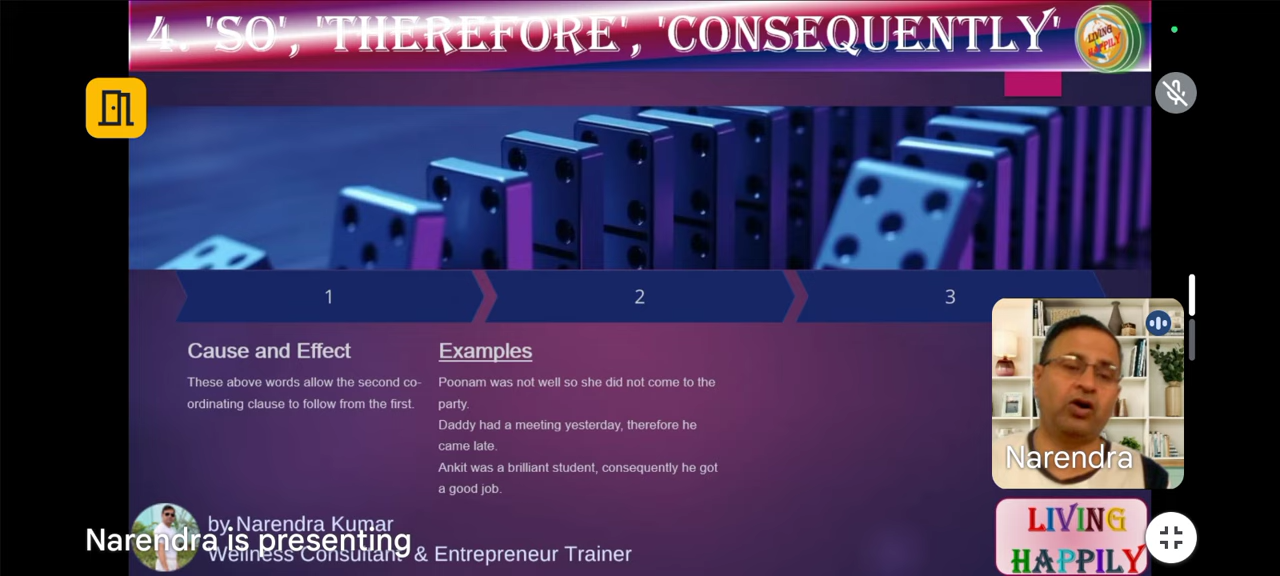 4. 'SO', 'THEREFORE', 'CONSEQUENTLY'
LIVING
HAPPILY
1
2
3
Cause and Effect
These above words allow the second co-
ordinating clause to follow from the first.
Examples
Poonam was not well so she did not come to the
party.
Daddy had a meeting yesterday, therefore he
came late.
Ankit was a brilliant student, consequently he got
a good job.
Narendra
by Narendra Kumar
Narendra is presenting
Wellness Consultant & Entrepreneur Trainer
LIVING
HAPPILY